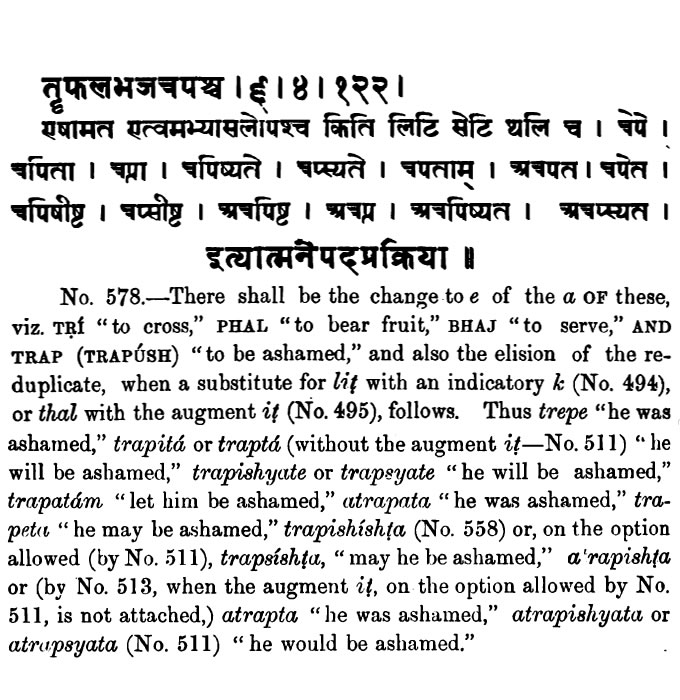 तॄफलभजत्रपश्च । ६ । ४ । १२२ ।
एषामत एत्वमभ्यासलोपश्च किति लिटि सेटि थलि च । त्रेपे ।
त्रपिता । त्रप्ता । त्रपिष्यते । त्रप्स्यते । त्रपताम् । अत्रपत । त्रपेत ।
त्रपिषीष्ट । त्रप्सीष्ट । अत्रपिष्ट । अत्रप्त । अत्रपिष्यत । अत्रप्स्यत ।
इत्यात्मनेपदप्रक्रिया ॥
No. 578.—There shall be the change to e of the a OF these,
viz. TṚÍ “to cross,” PHAL “to bear fruit,” BHAJ “to serve,” AND
TRAP (TRAPÚSH) “to be ashamed,” and also the elision of the re-
duplicate, when a substitute for liṭ with an indicatory k (No. 494),
or thal with the augment iṭ (No. 495), follows. Thus trepe “he was
ashamed,” trapitá or traptá (without the augment iṭ—No. 511) “he
will be ashamed,” trapishyate or trapsyate “he will be ashamed,”
trapatám “let him be ashamed,” atrapata “he was ashamed,” tra-
peta “he may be ashamed,” trapishíshṭa (No. 558) or, on the option
allowed (by No. 511), trapsíshṭa, “may he be ashamed,” a'rapishṭa
or (by No. 513, when the augment iṭ, on the option allowed by No.
511, is not attached,) atrapta “he was ashamed,” atrapishyata or
atrapsyata (No. 511) “he would be ashamed.”